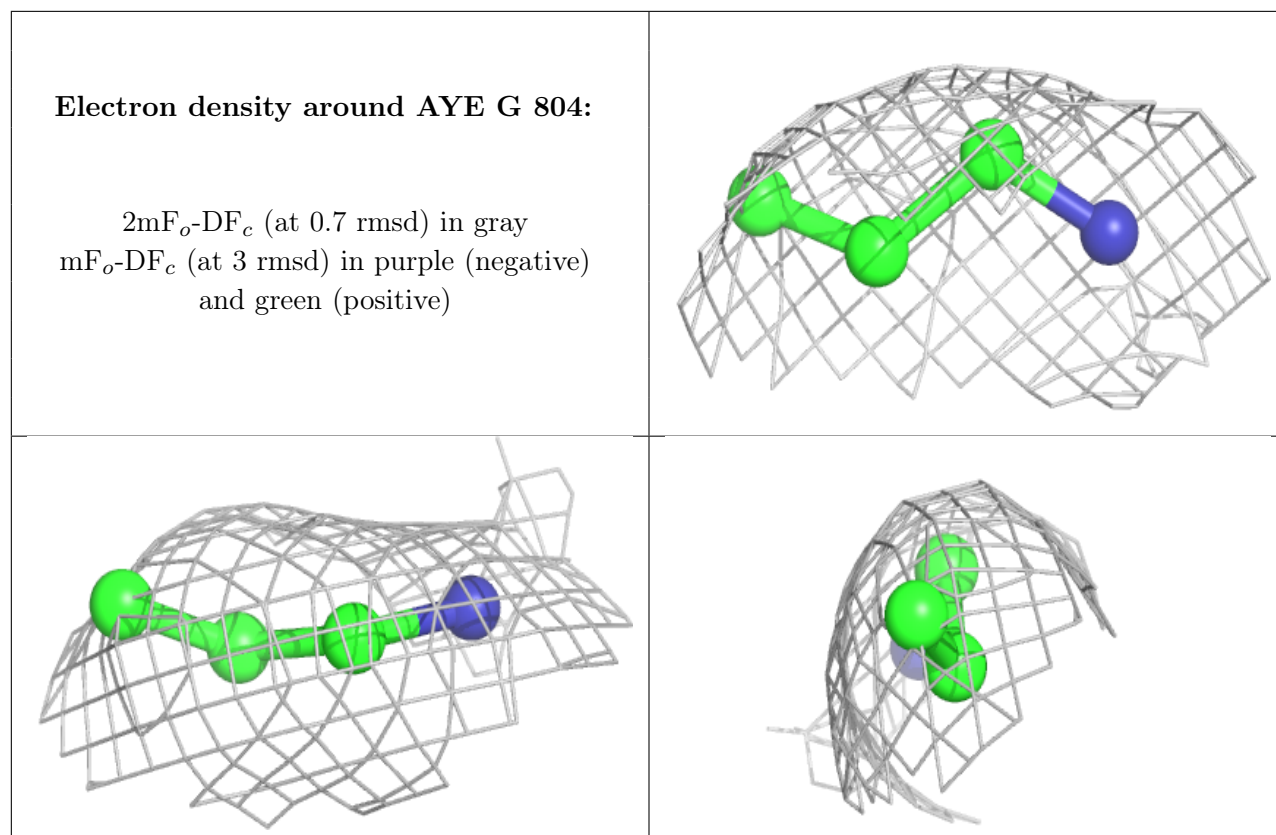 Electron density around AYE G 804:
2mFo-DFc (at 0.7 rmsd) in gray
mFo-DFc (at 3 rmsd) in purple (negative)
and green (positive)